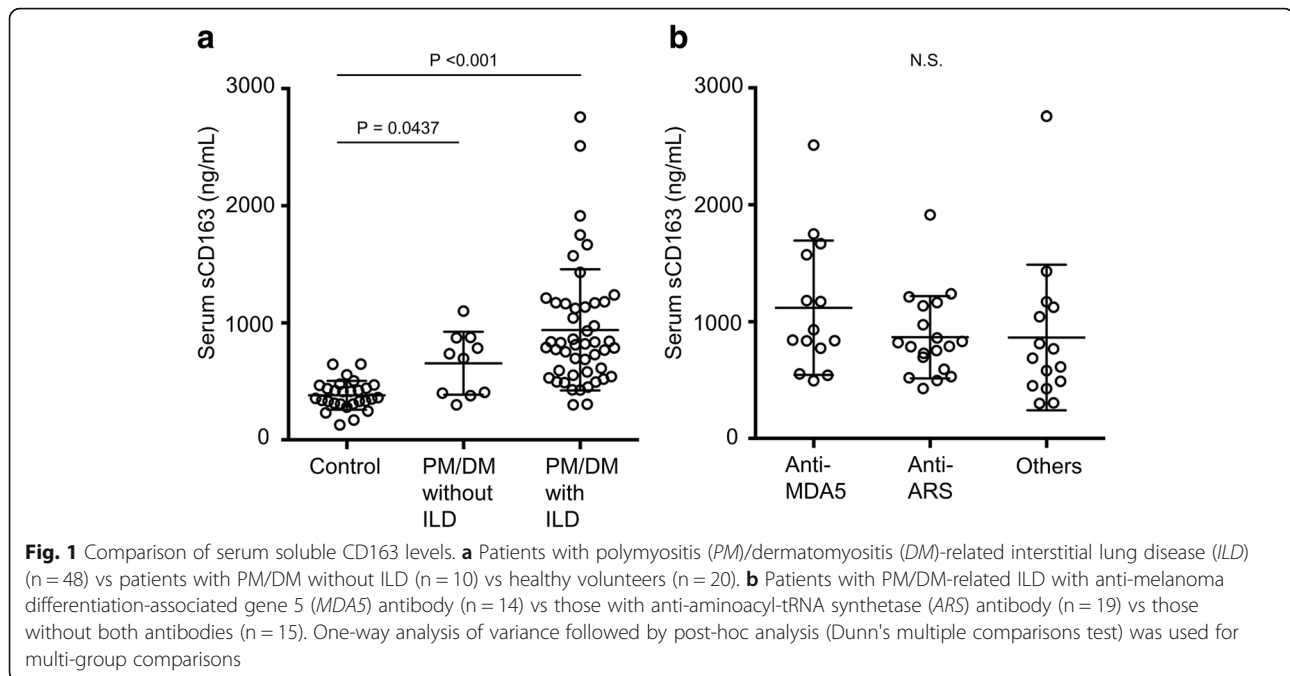 a
P <0.001
P = 0.0437
3000
2000
1000
0
Serum sCD163 (ng/mL)
Control
PM/DM
without
ILD
PM/DM
with
ILD
b
N.S.
3000
2000
1000
0
Serum sCD163 (ng/mL)
Anti-
MDA5
Anti-
ARS
Others
Fig. 1 Comparison of serum soluble CD163 levels. a Patients with polymyositis (PM)/dermatomyositis (DM)-related interstitial lung disease (ILD)
(n = 48) vs patients with PM/DM without ILD (n = 10) vs healthy volunteers (n = 20). b Patients with PM/DM-related ILD with anti-melanoma
differentiation-associated gene 5 (MDA5) antibody (n = 14) vs those with anti-aminoacyl-tRNA synthetase (ARS) antibody (n = 19) vs those
without both antibodies (n = 15). One-way analysis of variance followed by post-hoc analysis (Dunn's multiple comparisons test) was used for
multi-group comparisons